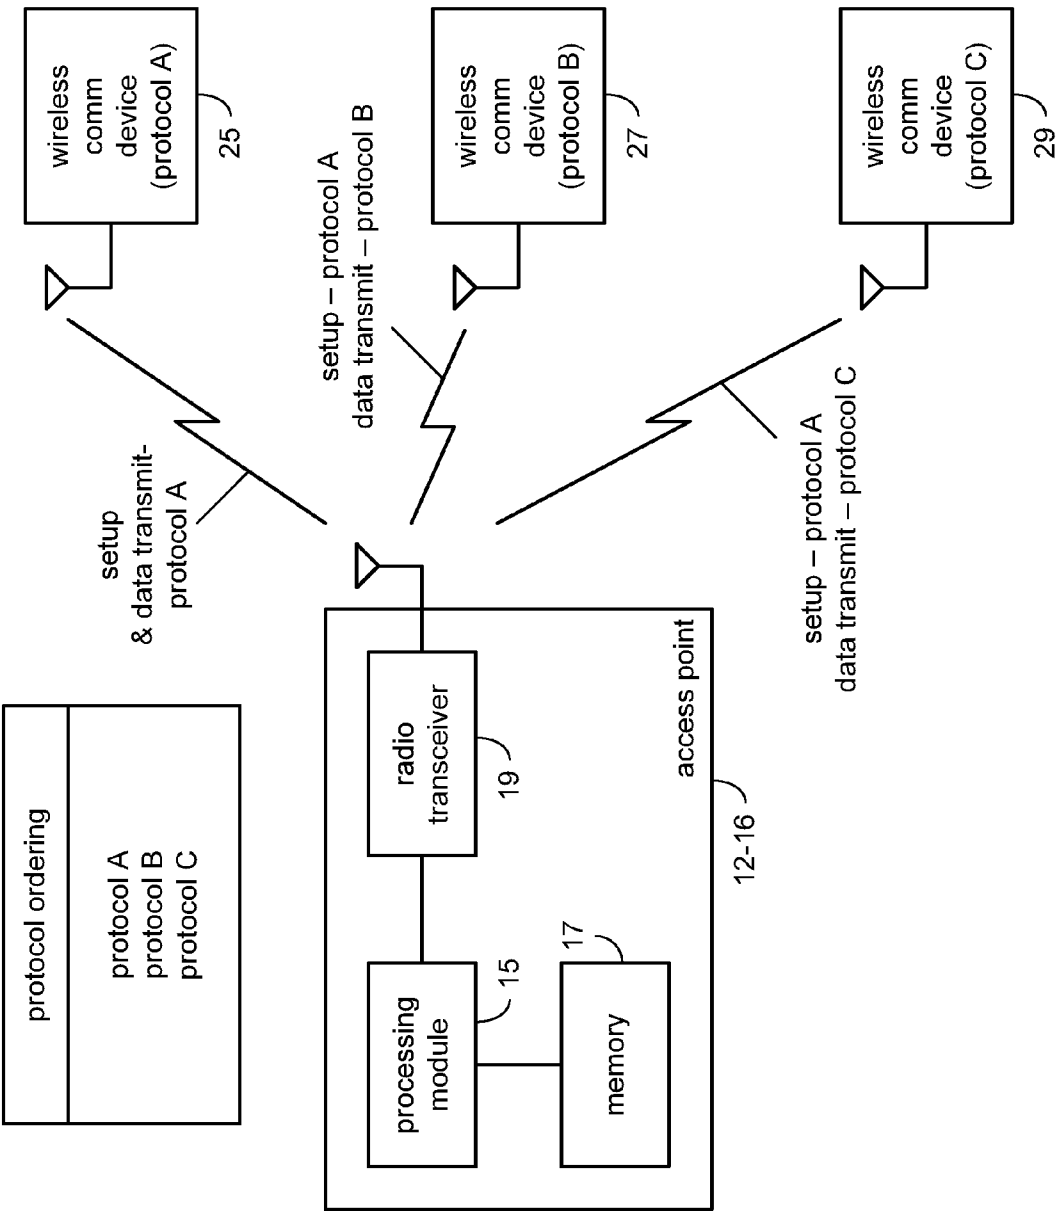 protocol ordering
protocol A
protocol B
protocol C
setup
& data transmit-
protocol A
wireless
comm
device
(protocol A)
25
setup – protocol A
data transmit – protocol B
wireless
comm
device
(protocol B)
27
processing
module
15
radio
transceiver
19
memory
17
access point
12-16
setup – protocol A
data transmit – protocol C
wireless
comm
device
(protocol C)
29